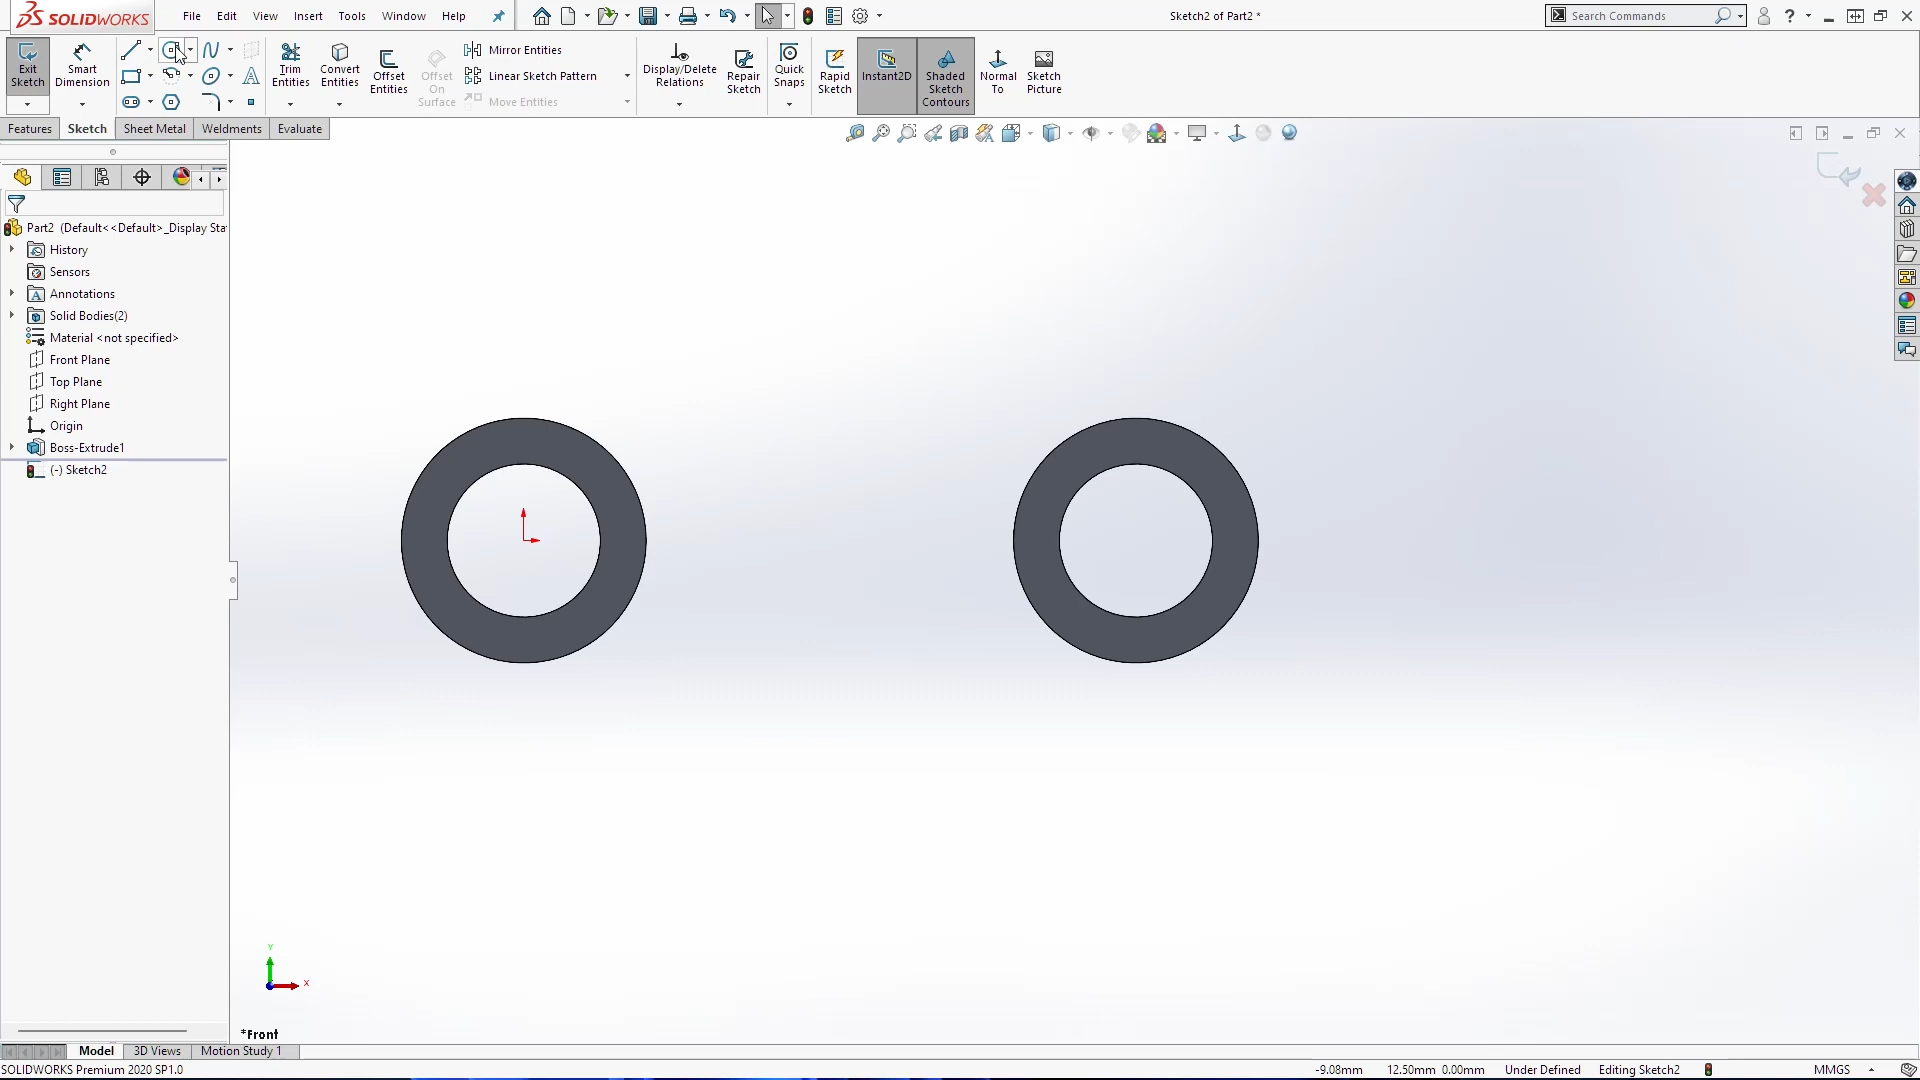 SOLIDWORKS
File Edit View Insert Tools Window Help
Sketch2 of Part2 *
Search Commands
Exit Sketch
Smart Dimension
Trim Entities
Convert Entities
Offset Entities
Offset On Surface
Mirror Entities
Linear Sketch Pattern
Move Entities
Display/Delete Relations
Repair Sketch
Quick Snaps
Rapid Sketch
Instant2D
Shaded Sketch Contours
Normal To
Sketch Picture
Features Sketch Sheet Metal Weldments Evaluate
Part2 (Default<<Default>_Display Sta
History
Sensors
Annotations
Solid Bodies(2)
Material <not specified>
Front Plane
Top Plane
Right Plane
Origin
Boss-Extrude1
(-) Sketch2
Y
X
*Front
Model 3D Views Motion Study 1
SOLIDWORKS Premium 2020 SP1.0
-9.08mm 12.50mm 0.00mm Under Defined Editing Sketch2 MMGS